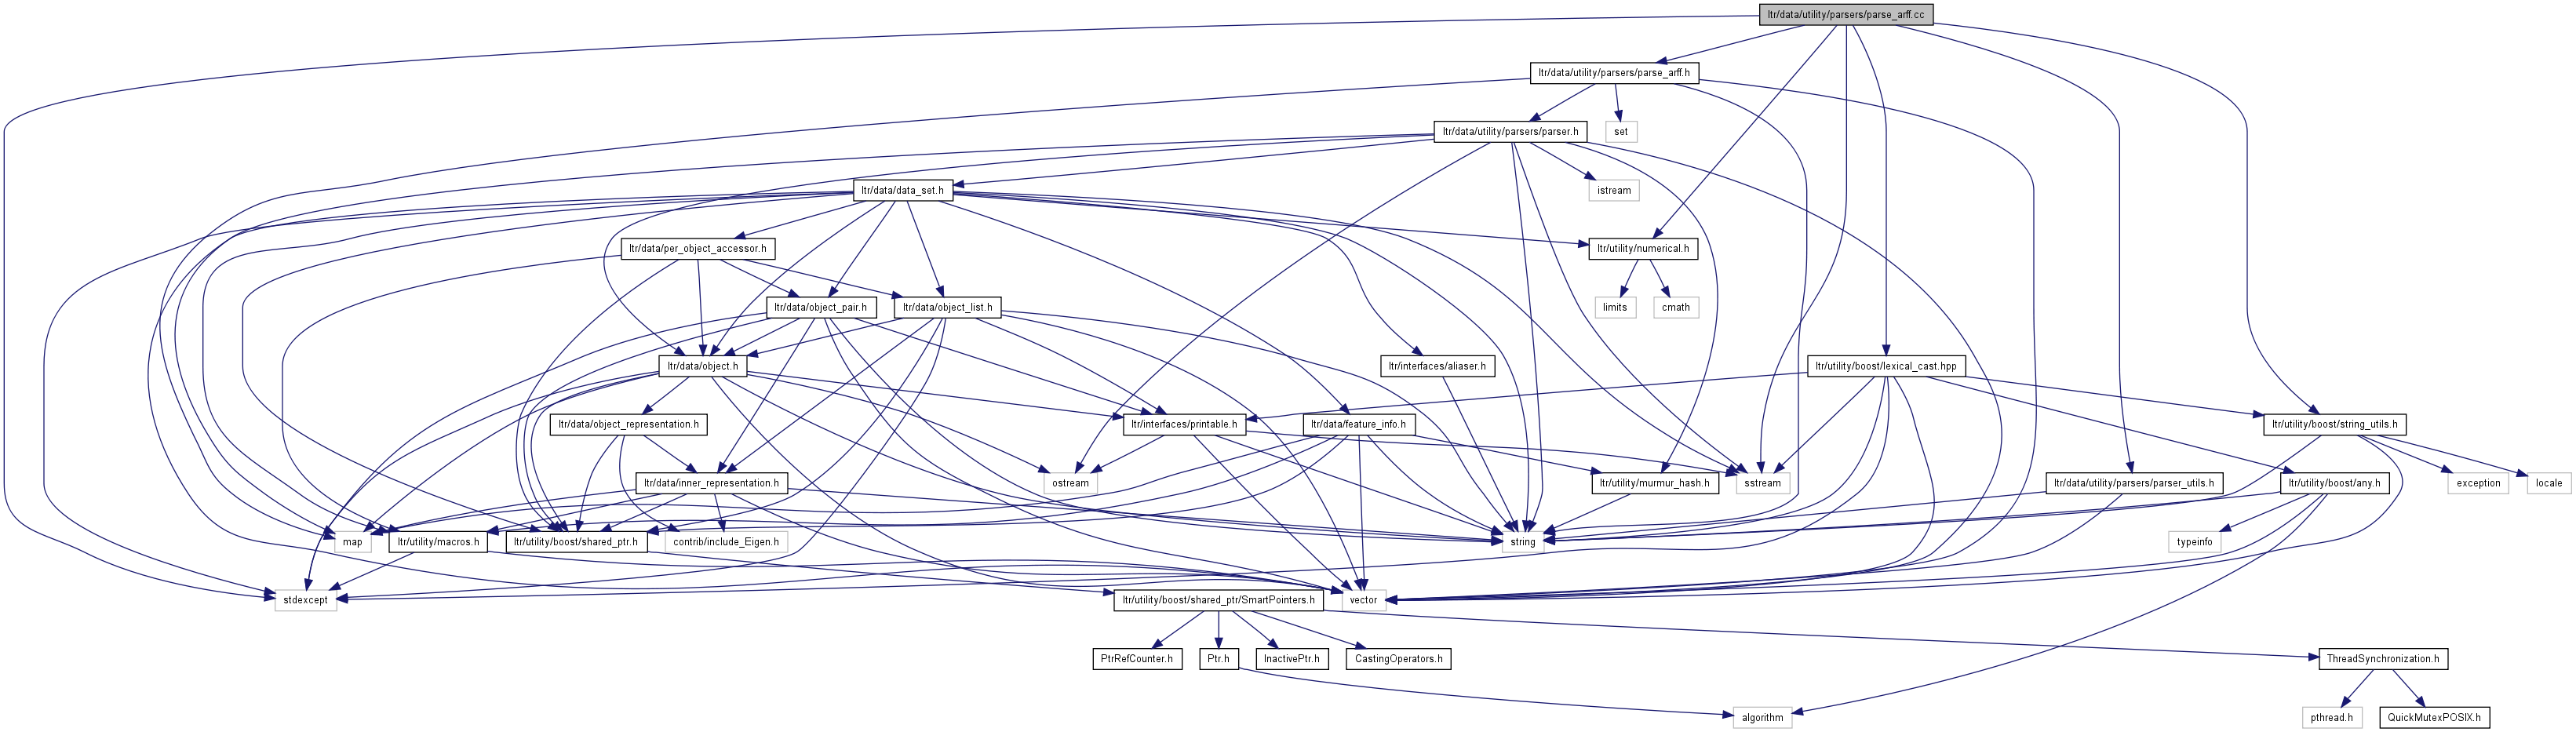 ltr/data/utility/parsers/parse_arff.cc
ltr/data/utility/parsers/parse_arff.h
ltr/data/utility/parsers/parser.h
set
ltr/data/data_set.h
istream
ltr/data/per_object_accessor.h
ltr/utility/numerical.h
ltr/data/object_pair.h
ltr/data/object_list.h
limits
cmath
ltr/data/object.h
ltr/interfaces/aliaser.h
ltr/utility/boost/lexical_cast.hpp
ltr/data/object_representation.h
ltr/interfaces/printable.h
ltr/data/feature_info.h
ltr/utility/boost/string_utils.h
ltr/data/inner_representation.h
ostream
ltr/utility/murmur_hash.h
sstream
ltr/data/utility/parsers/parser_utils.h
ltr/utility/boost/any.h
exception
locale
map
ltr/utility/macros.h
ltr/utility/boost/shared_ptr.h
contrib/include_Eigen.h
string
typeinfo
stdexcept
ltr/utility/boost/shared_ptr/SmartPointers.h
vector
PtrRefCounter.h
Ptr.h
InactivePtr.h
CastingOperators.h
ThreadSynchronization.h
algorithm
pthread.h
QuickMutexPOSIX.h